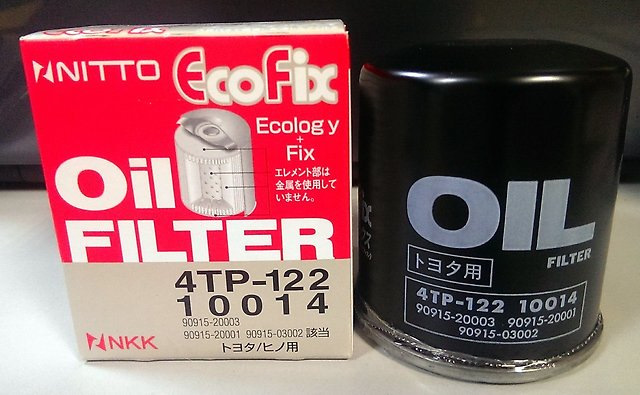 NITTO
EcoFix
Ecology
+
Fix
エレメント部は
金属を使用して
いません。
Oil
FILTER
4TP-122
10014
90915-20003
90915-20001 90915-03002 該当
NKK
トヨタ/ヒノ用
OIL
FILTER
トヨタ用
4TP-122 10014
90915-20003 90915-20001
90915-03002